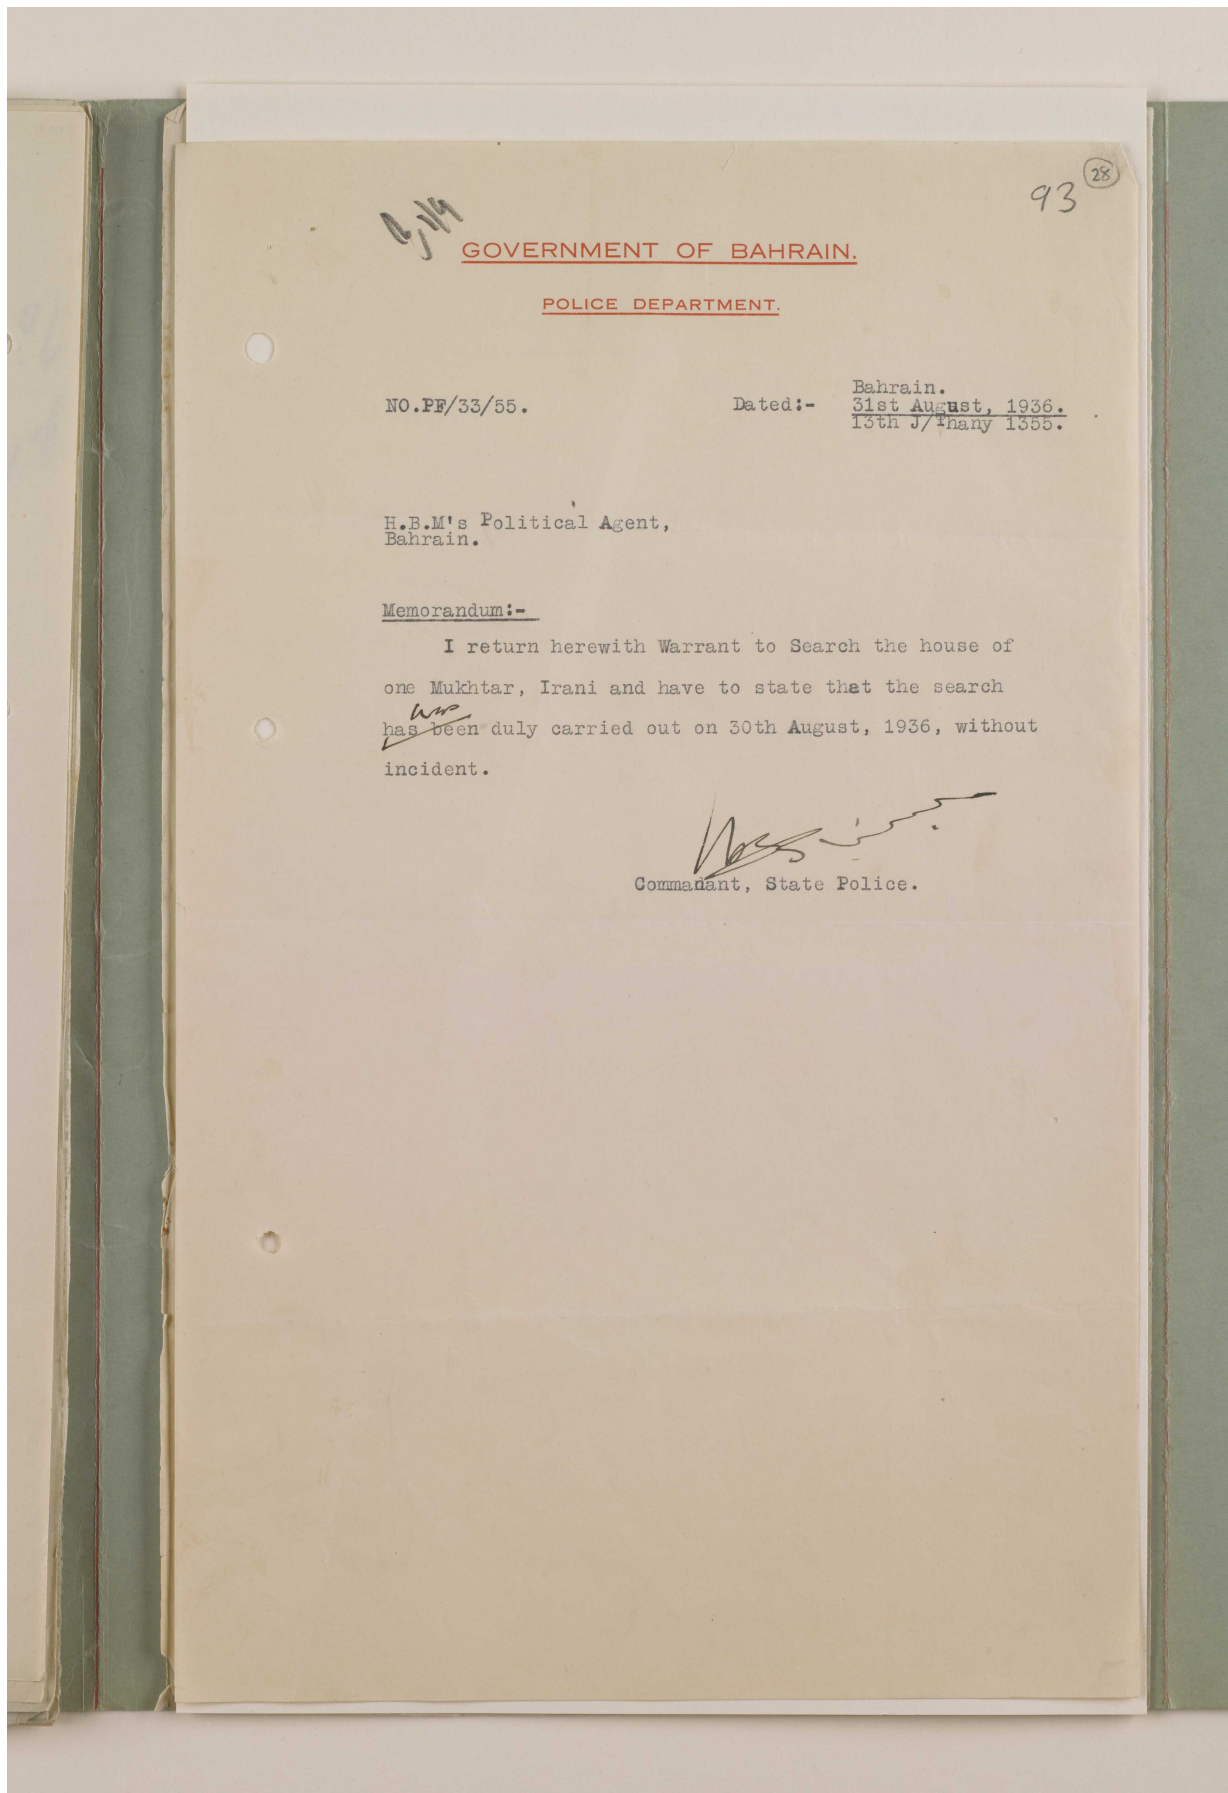 28
93
GOVERNMENT OF BAHRAIN.
POLICE DEPARTMENT.
Bahrain.
NO.PF/33/55. Dated:- 31st August, 1936.
13th J/Thany 1355.
H.B.M's Political Agent,
Bahrain.
Memorandum:-
I return herewith Warrant to Search the house of
one Mukhtar, Irani and have to state that the search
was
has been duly carried out on 30th August, 1936, without
incident.
Commadant, State Police.